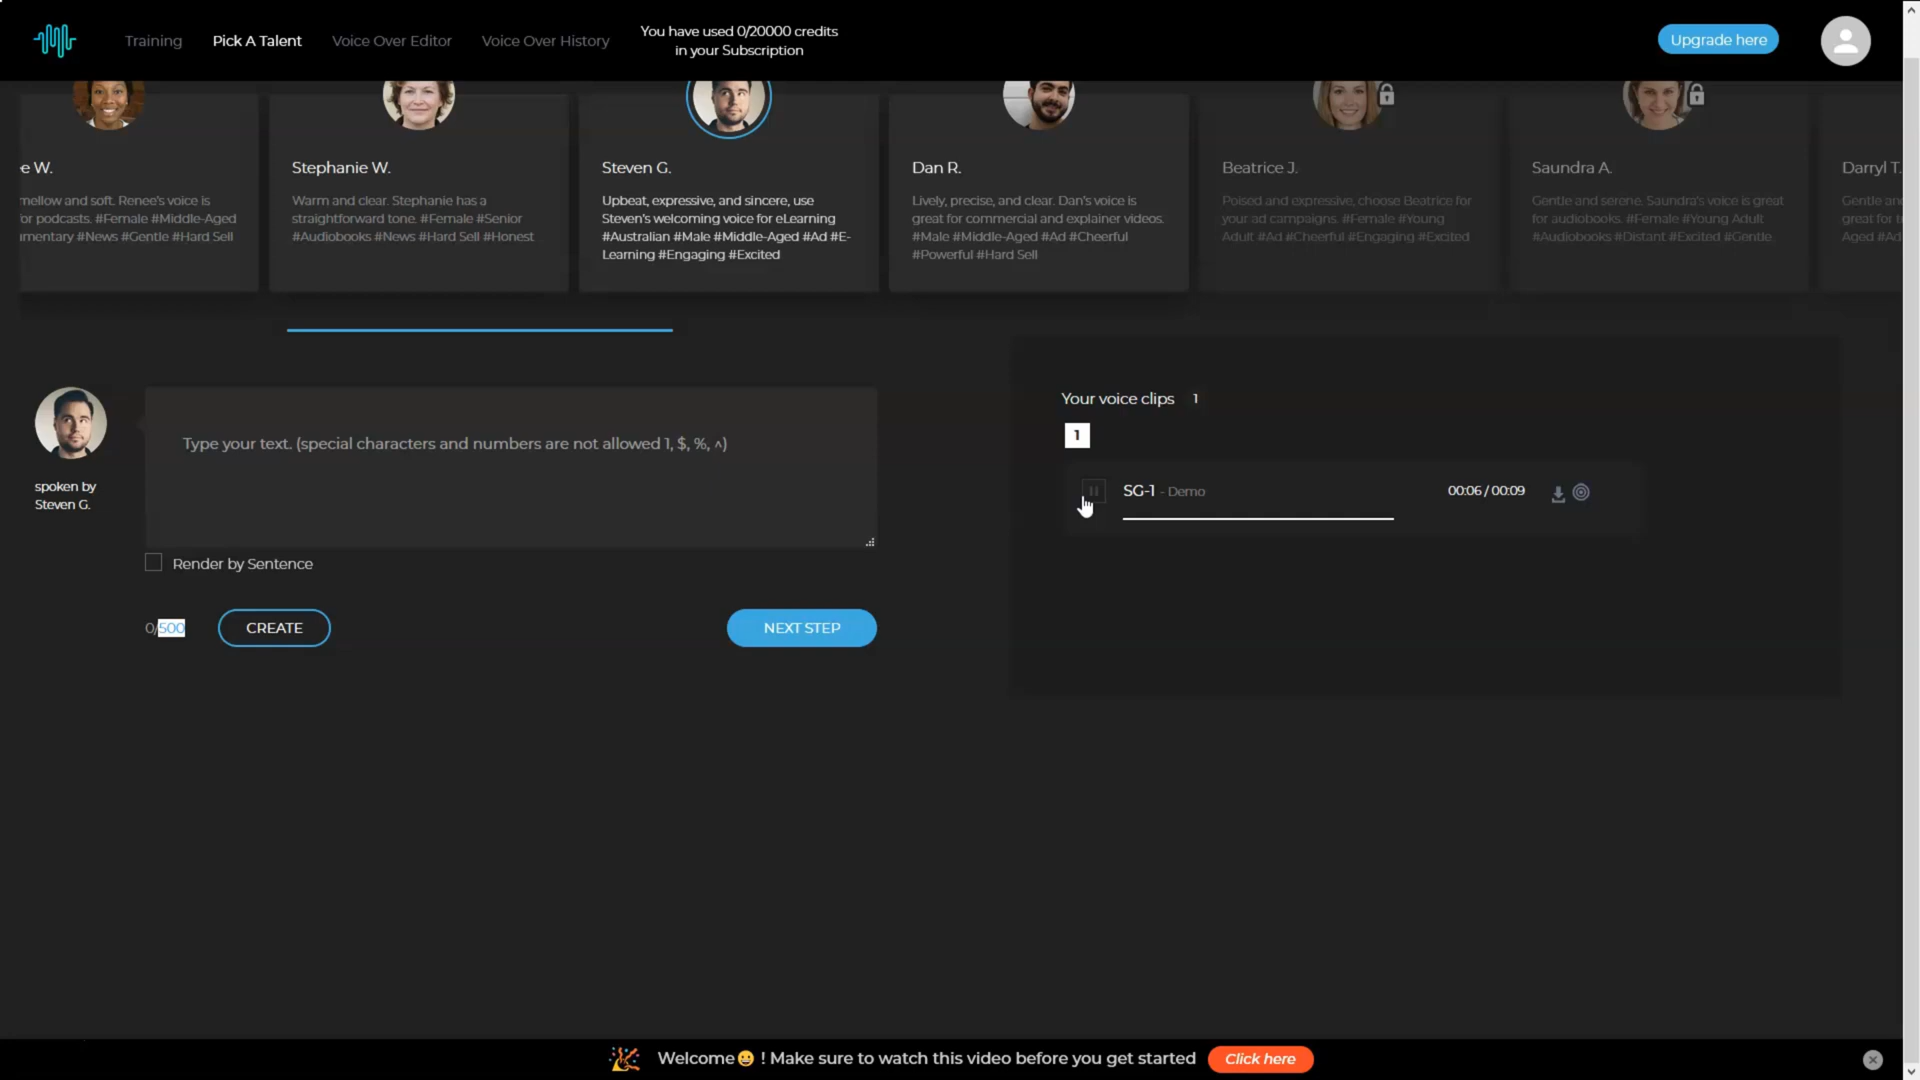 Training
Pick A Talent
Voice Over Editor
Voice Over History
You have used 0/20000 credits
in your Subscription
Upgrade here
e W.
mellow and soft. Renee's voice is
for podcasts. #Female #Middle-Aged
#News #Gentle #Hard Sell
Stephanie W.
Warm and clear. Stephanie has a
straightforward tone. #Female #Senior
#Audiobooks #News #Hard Sell #Honest
Steven G.
Upbeat, expressive, and sincere, use
Steven's welcoming voice for eLearning
#Australian #Male #Middle-Aged #Ad #E-
Learning #Engaging #Excited
Dan R.
Lively, precise, and clear. Dan's voice is
great for commercial and explainer videos.
#Male #Middle-Aged #Ad #Cheerful
#Powerful #Hard Sell
Beatrice J.
Poised and expressive, choose Beatrice for
your ad campaigns. #Female #Young
Adult #Ad #Cheerful #Engaging #Excited
Saundra A.
Gentle and serene. Saundra's voice is great
for audiobooks. #Female #Young Adult
#Audiobooks #Distant #Excited #Gentle
Darryl T.
Gentle an
great for
Aged #Ad
spoken by
Steven G.
Type your text. (special characters and numbers are not allowed 1, $, %, ^)
Render by Sentence
0/500
CREATE
NEXT STEP
Your voice clips 1
1
SG-1 - Demo
00:06 / 00:09
Welcome😀 ! Make sure to watch this video before you get started
Click here